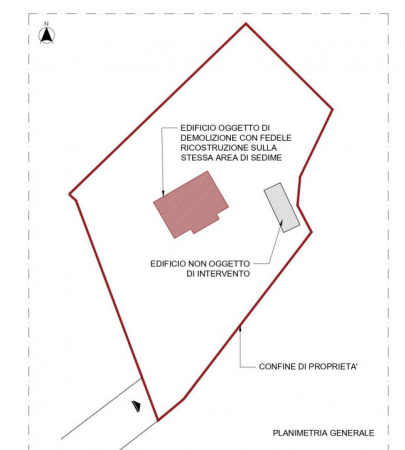 N
EDIFICIO OGGETTO DI
DEMOLIZIONE CON FEDELE
RICOSTRUZIONE SULLA
STESSA AREA DI SEDIME
EDIFICIO NON OGGETTO
DI INTERVENTO
CONFINE DI PROPRIETA'
PLANIMETRIA GENERALE